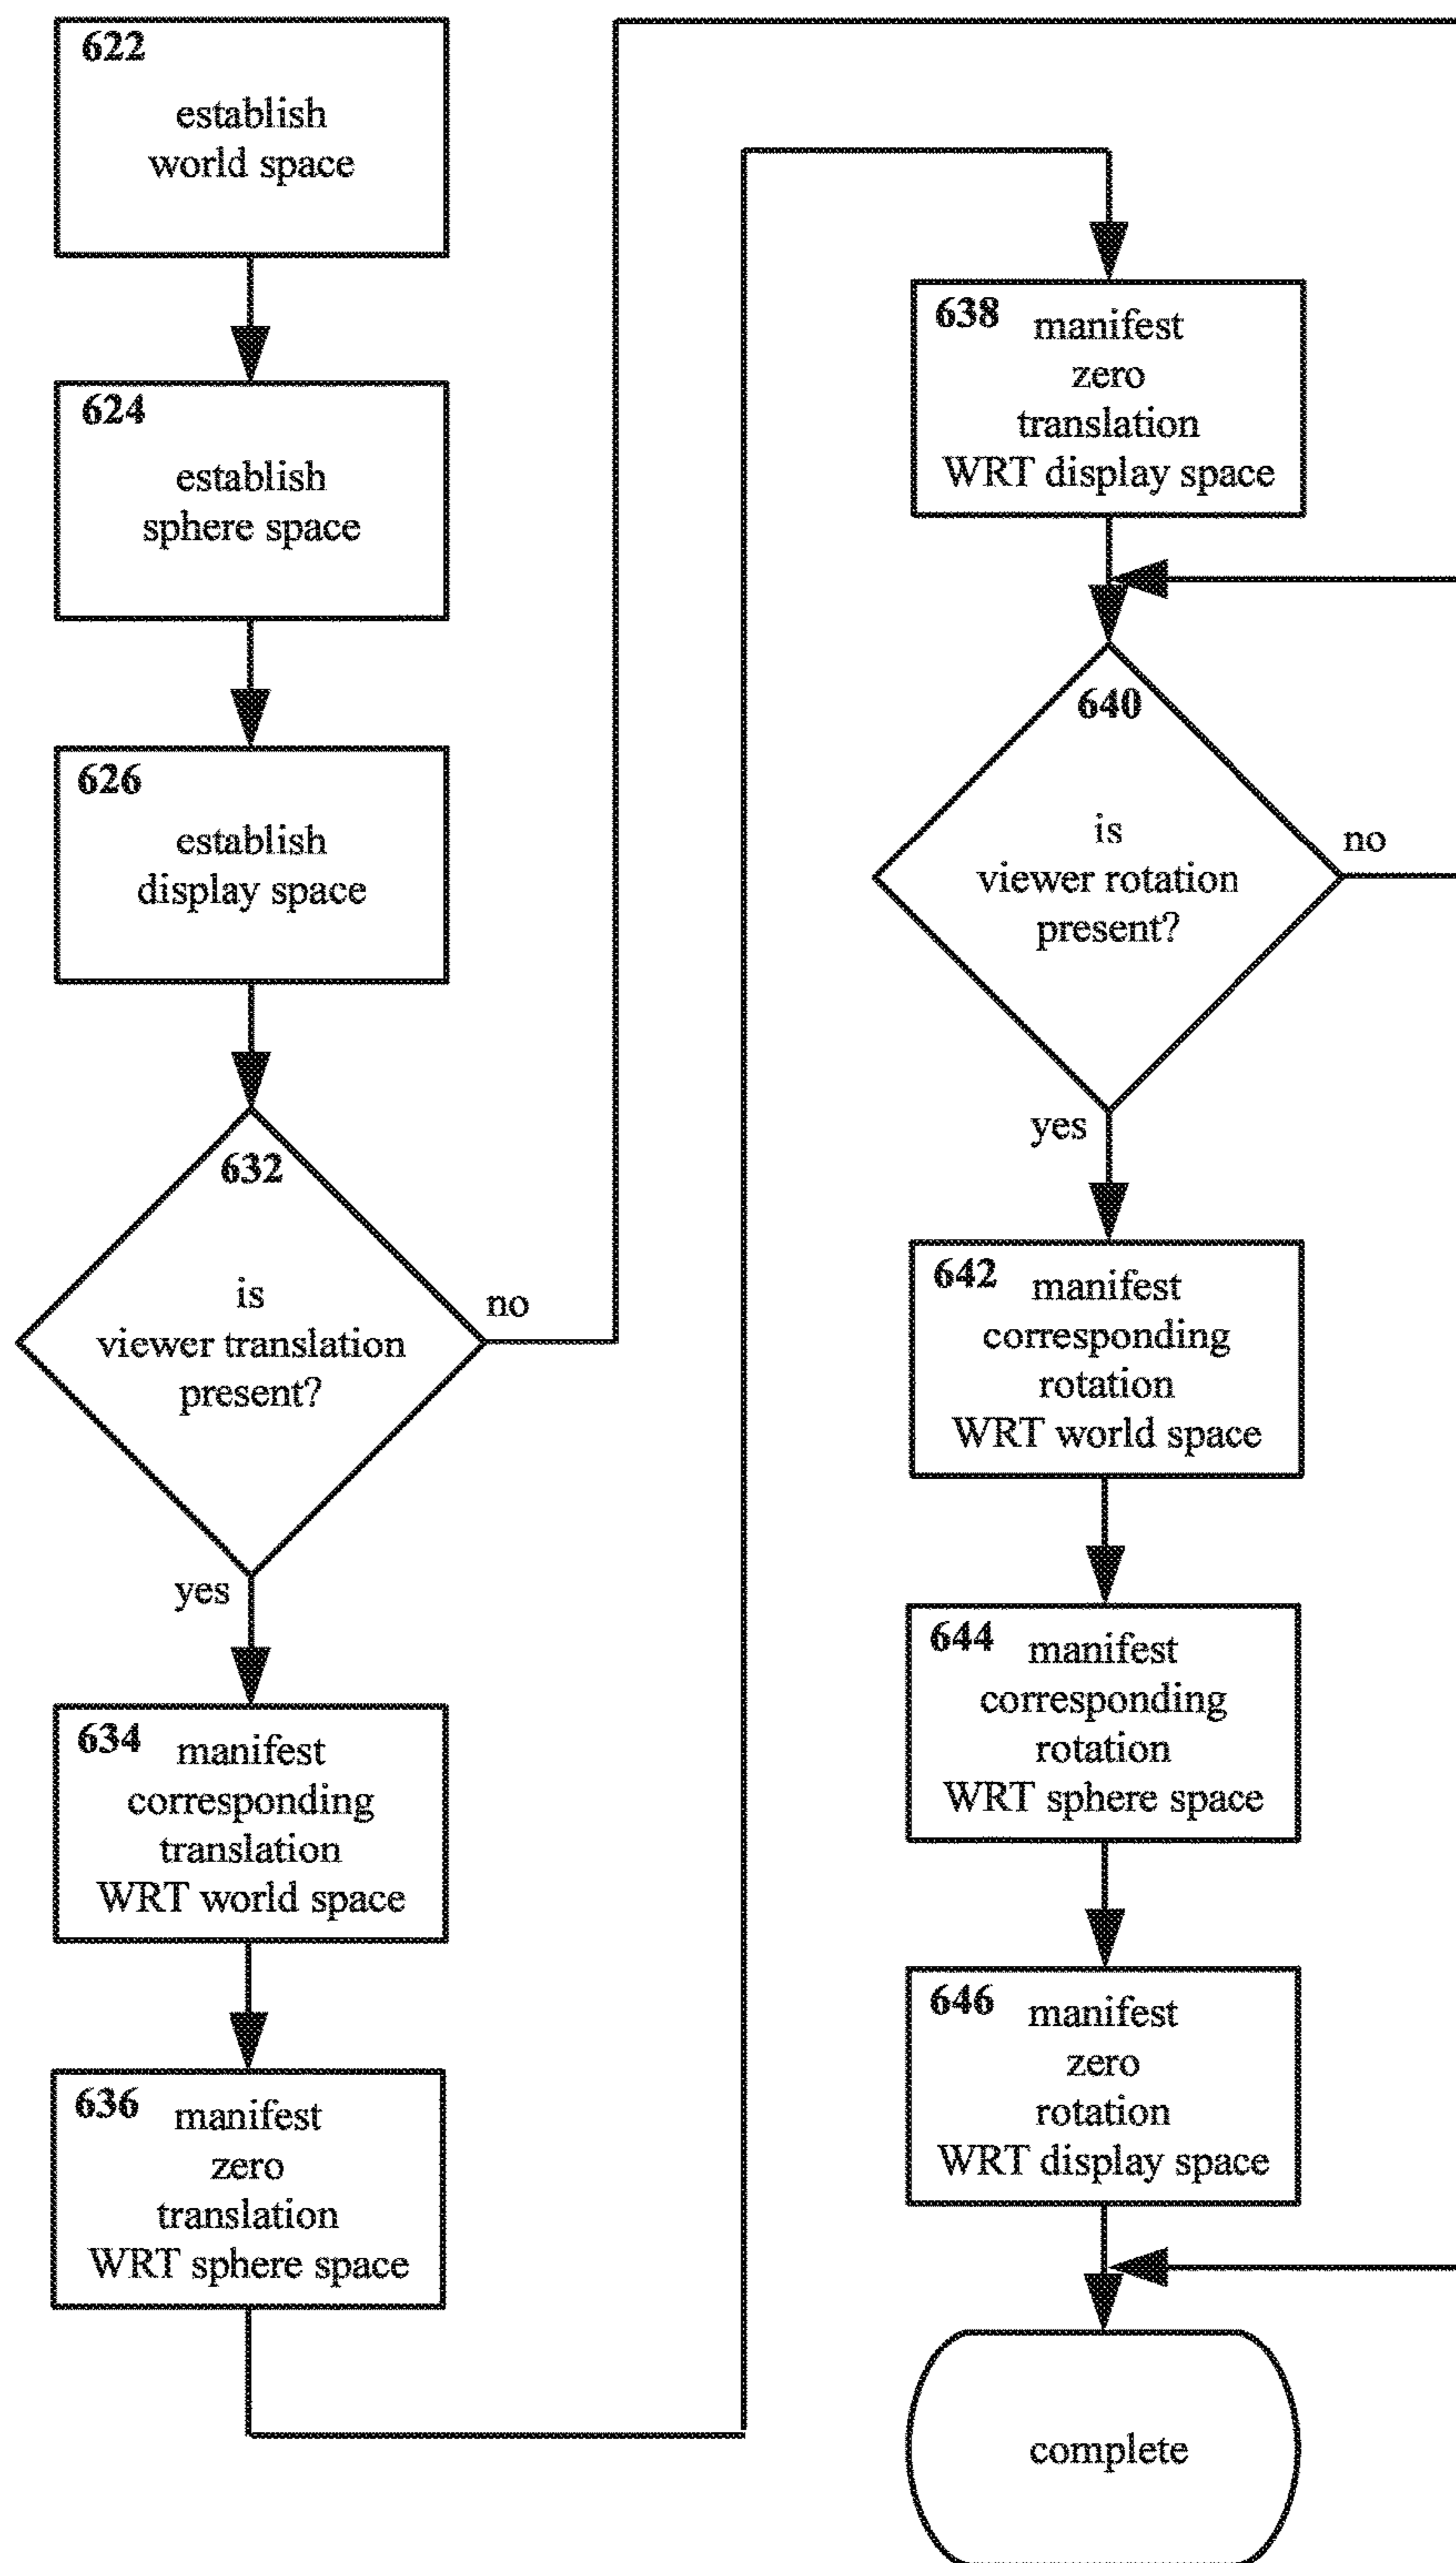 622
establish
world space
624
establish
sphere space
626
establish
display space
632
is
viewer translation
present?
no
yes
634 manifest
corresponding
translation
WRT world space
636 manifest
zero
translation
WRT sphere space
638 manifest
zero
translation
WRT display space
640
is
viewer rotation
present?
no
yes
642 manifest
corresponding
rotation
WRT world space
644 manifest
corresponding
rotation
WRT sphere space
646 manifest
zero
rotation
WRT display space
complete